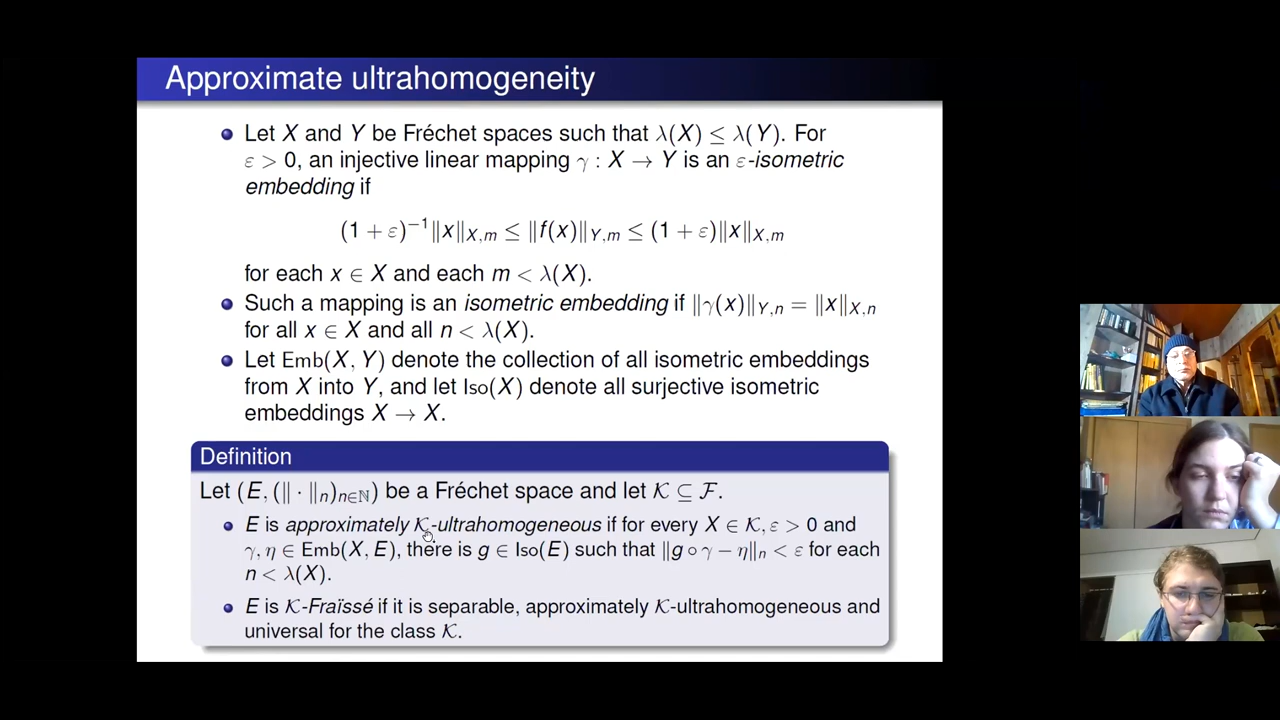 Approximate ultrahomogeneity
Let X and Y be Fréchet spaces such that λ(X) ≤ λ(Y). For
ε > 0, an injective linear mapping γ : X → Y is an ε-isometric
embedding if
(1 + ε)⁻¹‖x‖X,m ≤ ‖f(x)‖Y,m ≤ (1 + ε)‖x‖X,m
for each x ∈ X and each m < λ(X).
Such a mapping is an isometric embedding if ‖γ(x)‖Y,n = ‖x‖X,n
for all x ∈ X and all n < λ(X).
Let Emb(X, Y) denote the collection of all isometric embeddings
from X into Y, and let Iso(X) denote all surjective isometric
embeddings X → X.
Definition
Let (E, (‖ · ‖n)n∈ℕ) be a Fréchet space and let 𝒦 ⊆ ℱ.
E is approximately 𝒦-ultrahomogeneous if for every X ∈ 𝒦, ε > 0 and
γ, η ∈ Emb(X, E), there is g ∈ Iso(E) such that ‖g ∘ γ − η‖n < ε for each
n < λ(X).
E is 𝒦-Fraïssé if it is separable, approximately 𝒦-ultrahomogeneous and
universal for the class 𝒦.